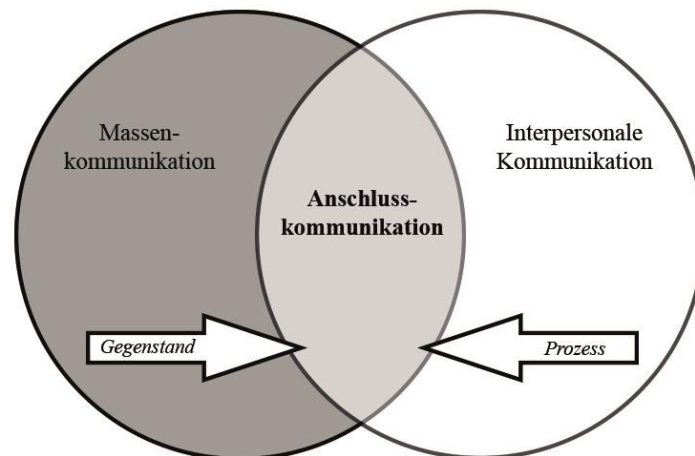 Massen-
kommunikation
Interpersonale
Kommunikation
Anschluss-
kommunikation
Gegenstand
Prozess